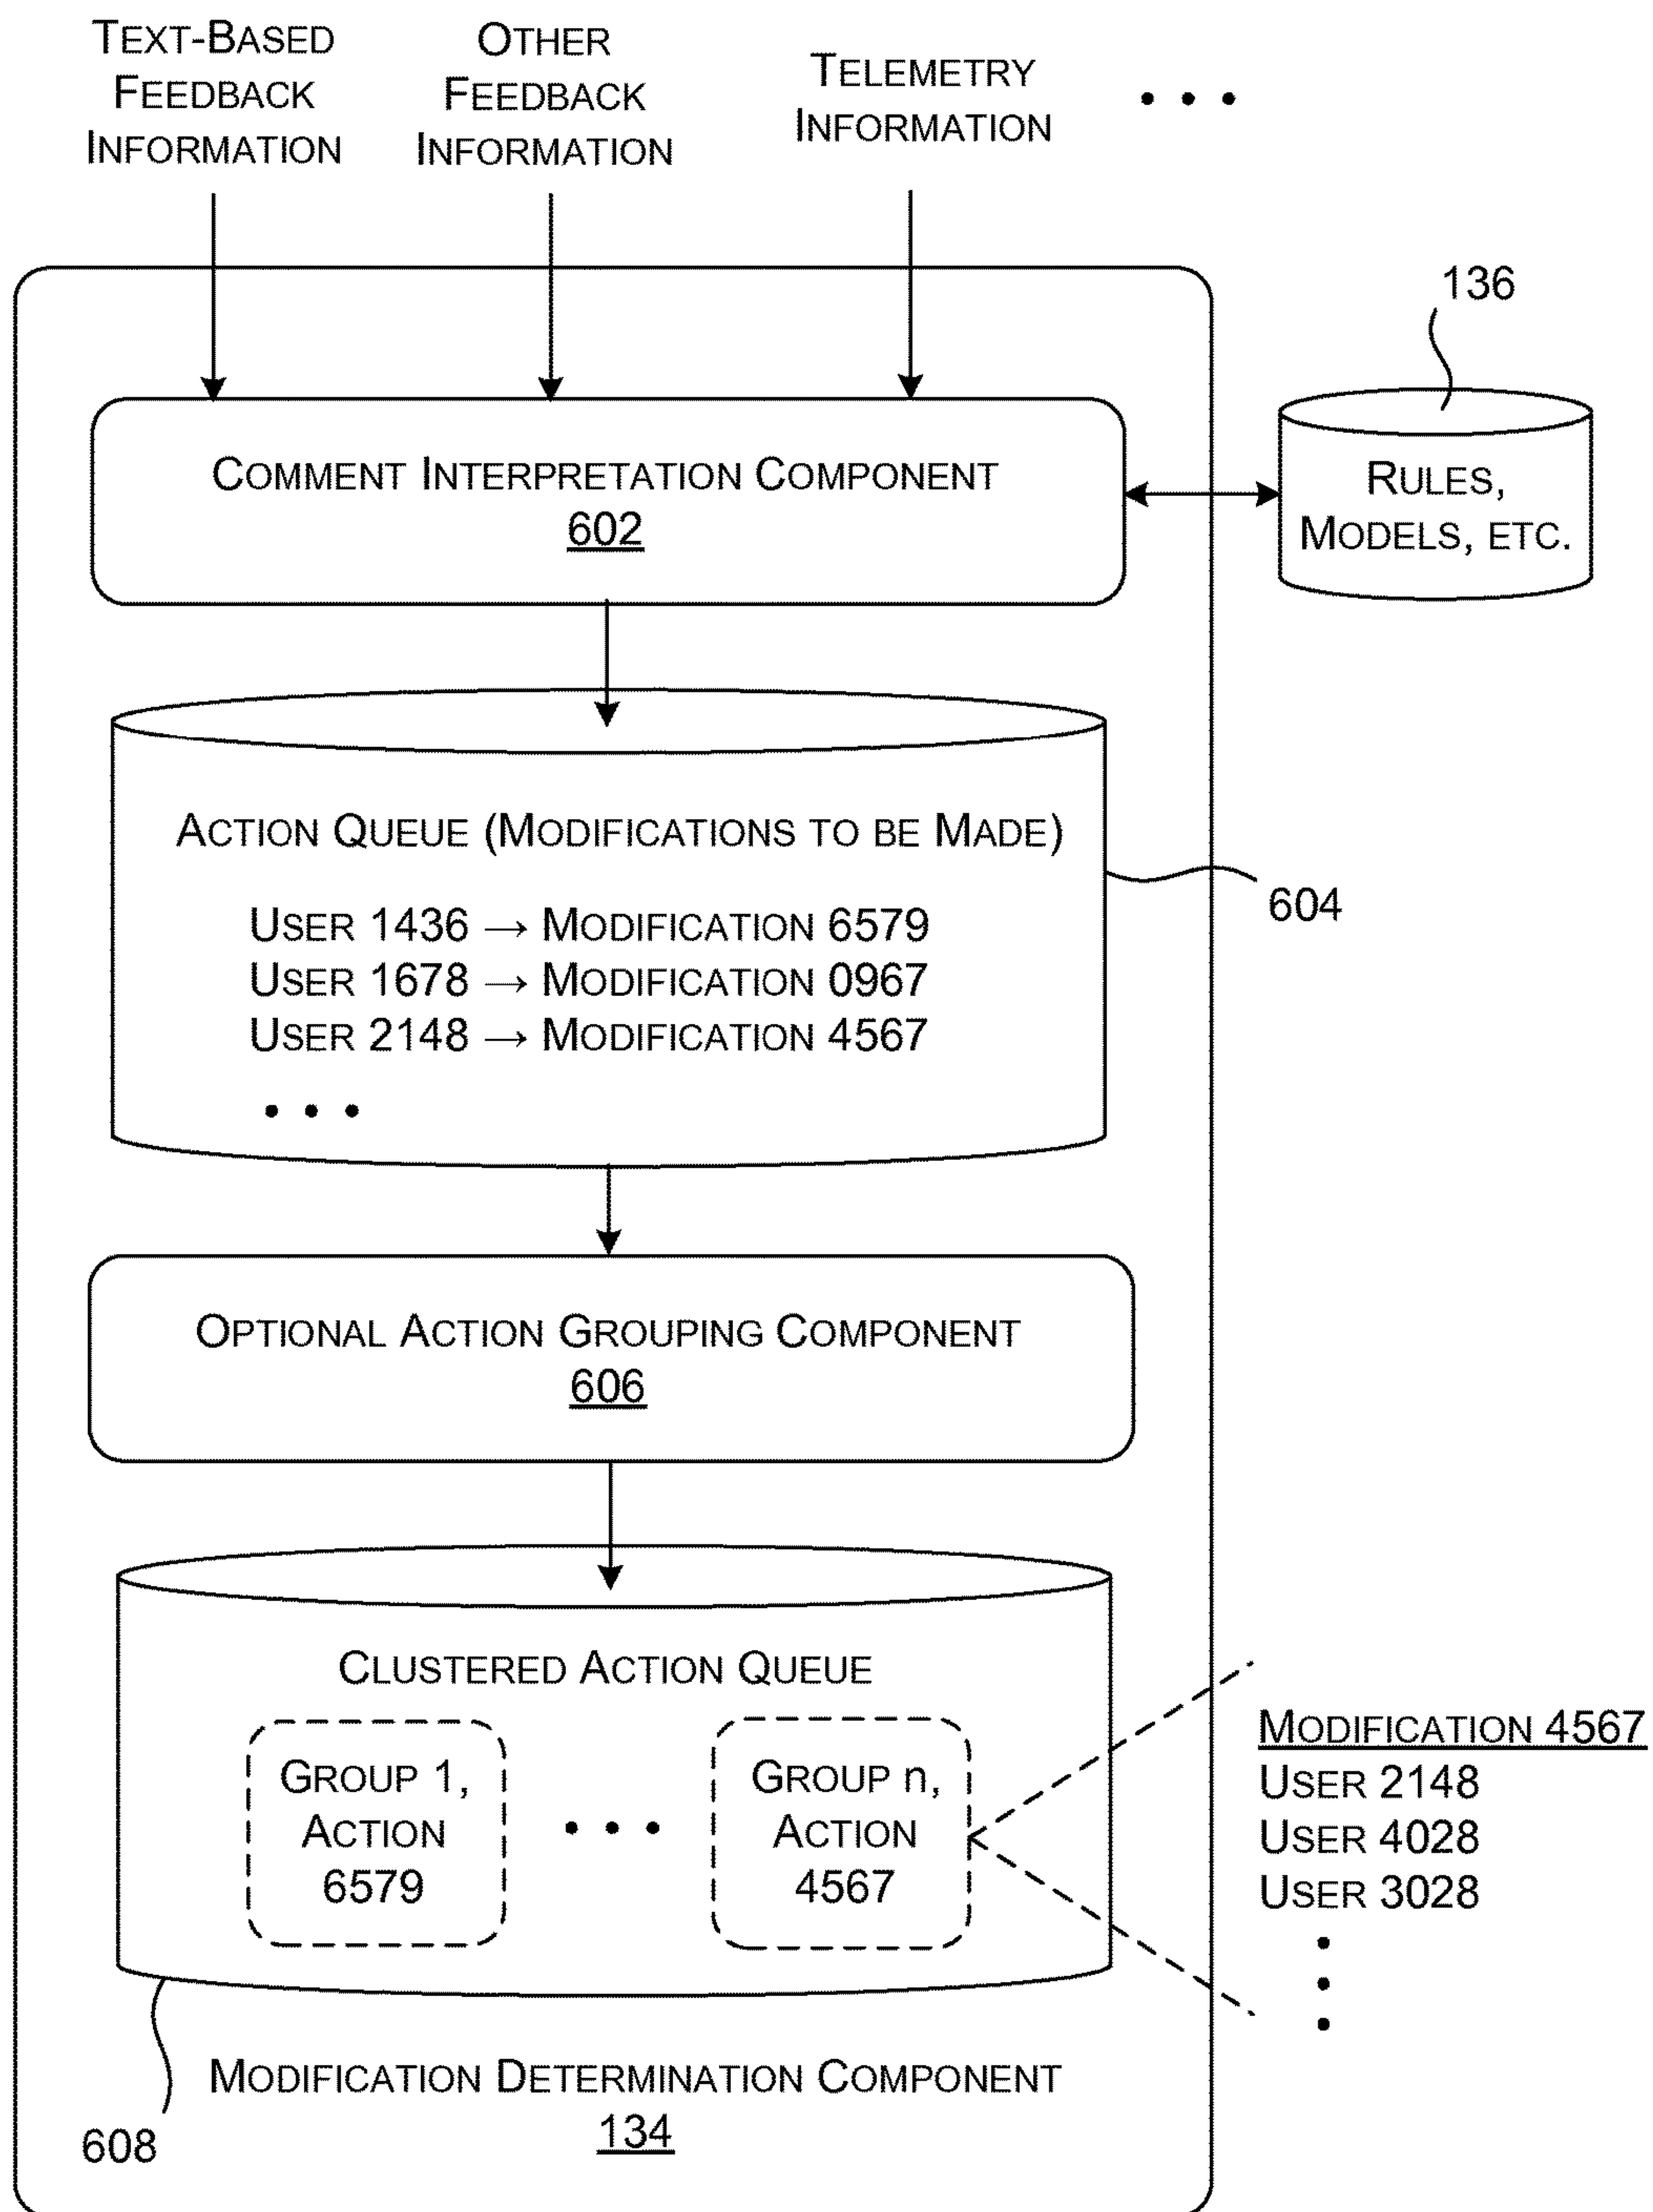 TEXT-BASED
FEEDBACK
INFORMATION
OTHER
FEEDBACK
INFORMATION
TELEMETRY
INFORMATION
• • •
136
COMMENT INTERPRETATION COMPONENT
602
RULES,
MODELS, ETC.
ACTION QUEUE (MODIFICATIONS TO BE MADE)
604
USER 1436 → MODIFICATION 6579
USER 1678 → MODIFICATION 0967
USER 2148 → MODIFICATION 4567
• • •
OPTIONAL ACTION GROUPING COMPONENT
606
CLUSTERED ACTION QUEUE
GROUP 1,
ACTION
6579
• • •
GROUP n,
ACTION
4567
MODIFICATION 4567
USER 2148
USER 4028
USER 3028
•
•
•
MODIFICATION DETERMINATION COMPONENT
134
608